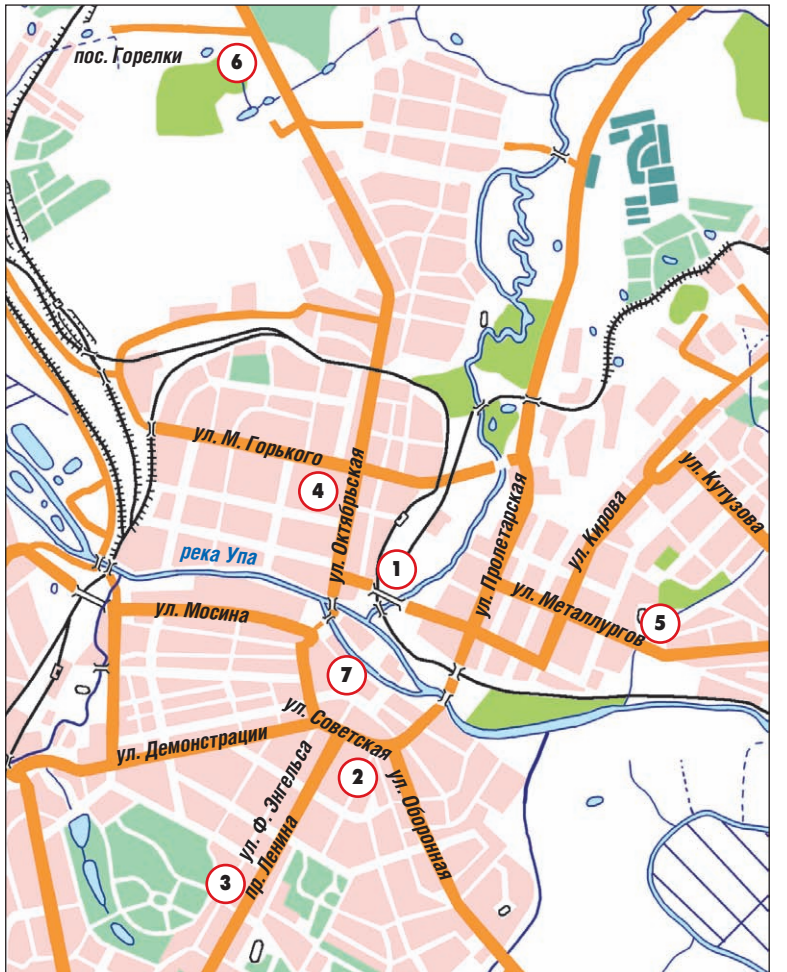 пос. Горелки
6
ул. М. Горького
4
ул. Октябрьская
ул. Кутузова
ул. Кирова
ул. Пролетарская
река Упа
1
ул. Мосина
ул. Металлургов
5
7
ул. Советская
ул. Демонстрации
2
ул. Ф. Энгельса
ул. Оборонная
3
пр. Ленина